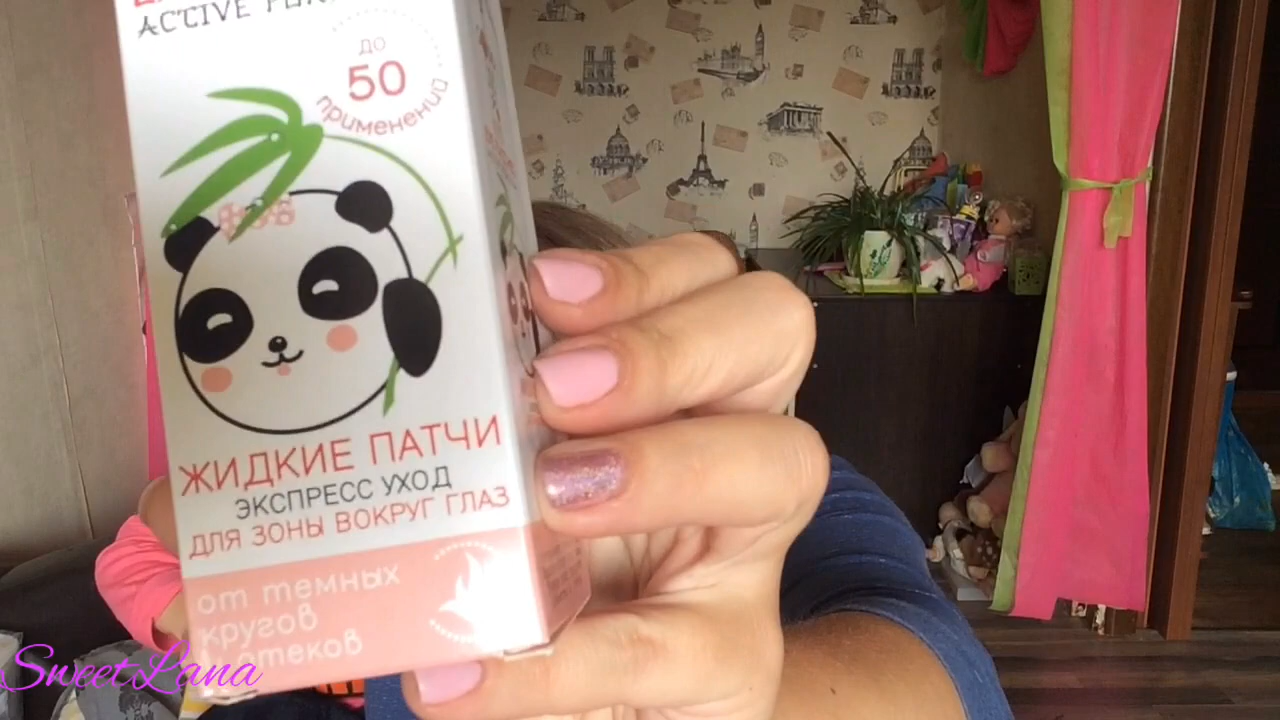 ACTIVE
до
50
применений
ЖИДКИЕ ПАТЧИ
ЭКСПРЕСС УХОД
ДЛЯ ЗОНЫ ВОКРУГ ГЛАЗ
от темных
кругов
отеков
SweetLana